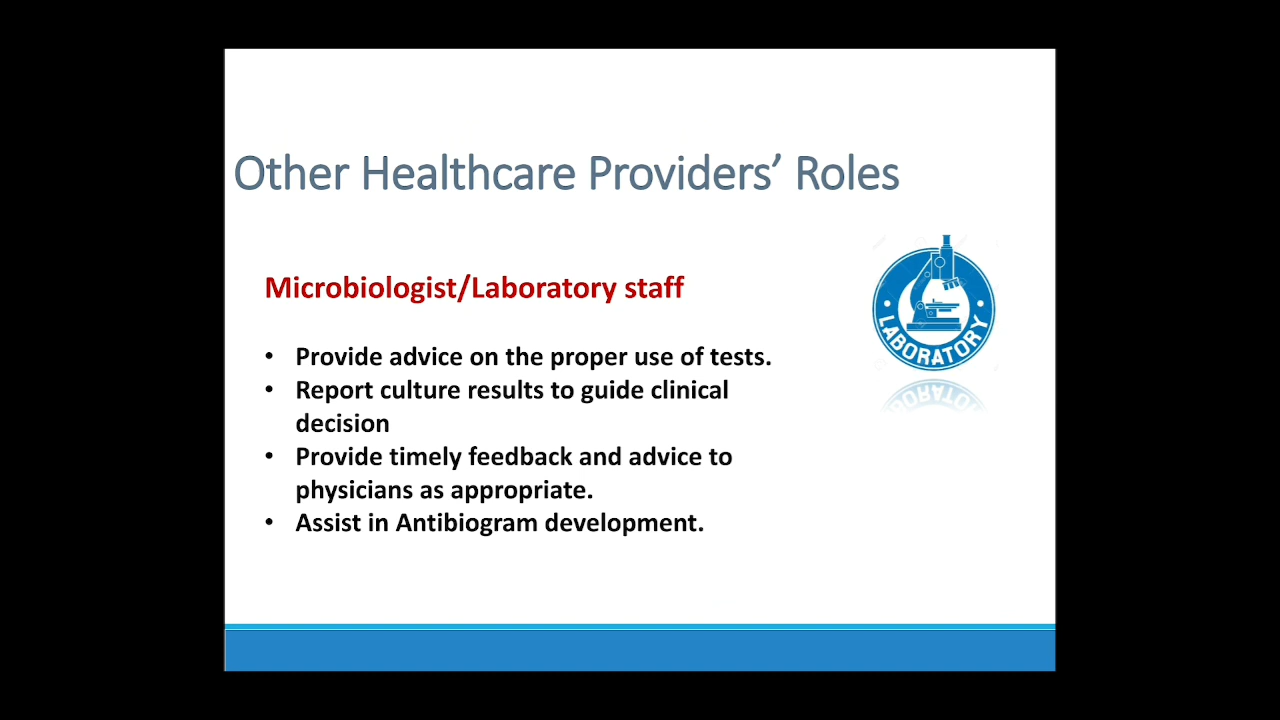 Other Healthcare Providers’ Roles
Microbiologist/Laboratory staff
• Provide advice on the proper use of tests.
• Report culture results to guide clinical
decision
• Provide timely feedback and advice to
physicians as appropriate.
• Assist in Antibiogram development.
LABORATORY